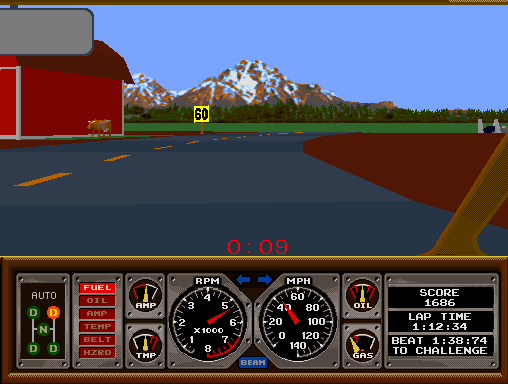 60
0:09
AUTO
D D
N
D D
FUEL
OIL
AMP
TEMP
BELT
HZRD
AMP
TMP
RPM
1 2 3 4 5 6 7 8
X1000
MPH
0 20 40 60 80 100 120 140
BEAM
OIL
GAS
SCORE
1686
LAP TIME
1:12:34
BEAT 1:38:74
TO CHALLENGE